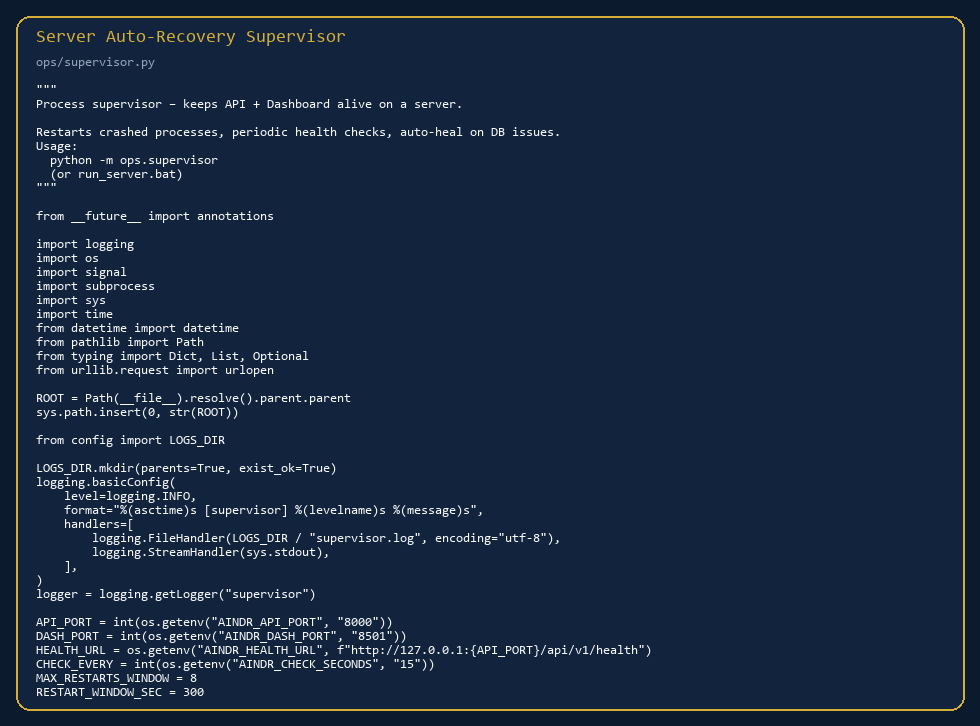 Server Auto-Recovery Supervisor
ops/supervisor.py
"""
Process supervisor – keeps API + Dashboard alive on a server.
Restarts crashed processes, periodic health checks, auto-heal on DB issues.
Usage:
  python -m ops.supervisor
  (or run_server.bat)
"""
from __future__ import annotations
import logging
import os
import signal
import subprocess
import sys
import time
from datetime import datetime
from pathlib import Path
from typing import Dict, List, Optional
from urllib.request import urlopen
ROOT = Path(__file__).resolve().parent.parent
sys.path.insert(0, str(ROOT))
from config import LOGS_DIR
LOGS_DIR.mkdir(parents=True, exist_ok=True)
logging.basicConfig(
    level=logging.INFO,
    format="%(asctime)s [supervisor] %(levelname)s %(message)s",
    handlers=[
        logging.FileHandler(LOGS_DIR / "supervisor.log", encoding="utf-8"),
        logging.StreamHandler(sys.stdout),
    ],
)
logger = logging.getLogger("supervisor")
API_PORT = int(os.getenv("AINDR_API_PORT", "8000"))
DASH_PORT = int(os.getenv("AINDR_DASH_PORT", "8501"))
HEALTH_URL = os.getenv("AINDR_HEALTH_URL", f"http://127.0.0.1:{API_PORT}/api/v1/health")
CHECK_EVERY = int(os.getenv("AINDR_CHECK_SECONDS", "15"))
MAX_RESTARTS_WINDOW = 8
RESTART_WINDOW_SEC = 300